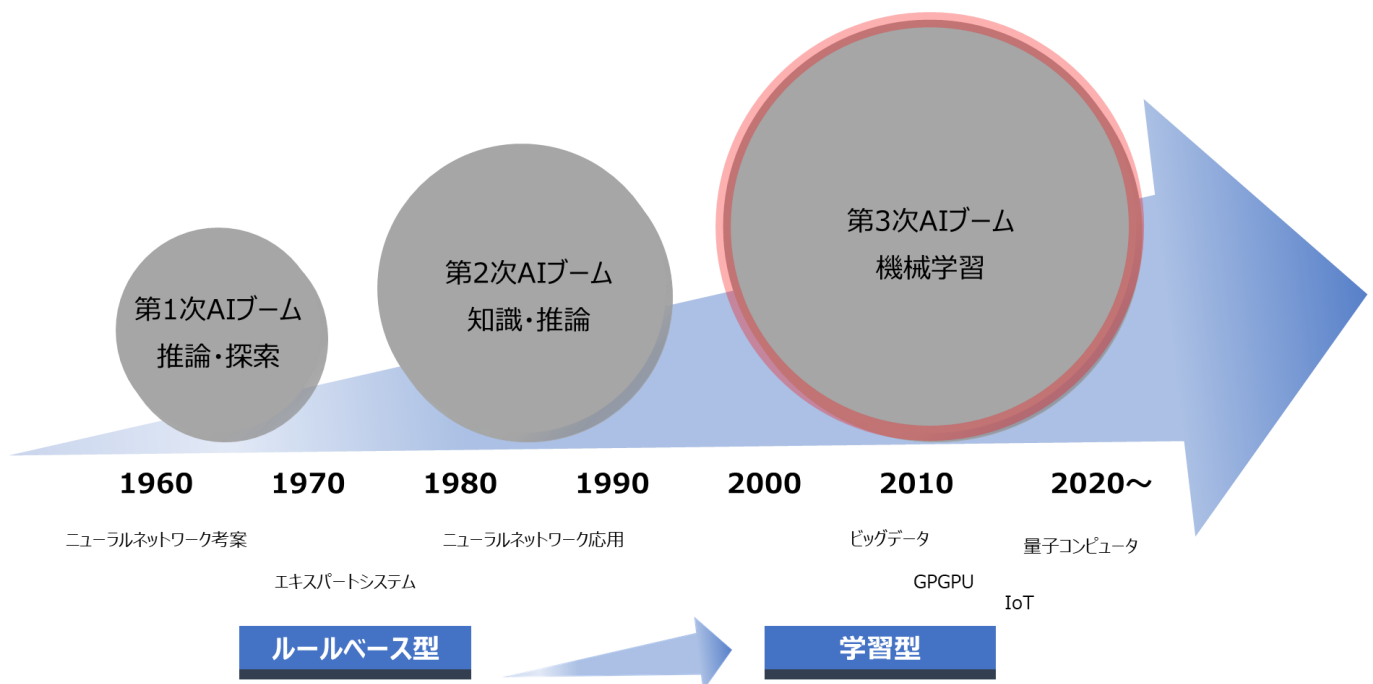 第1次AIブーム
推論・探索
第2次AIブーム
知識・推論
第3次AIブーム
機械学習
1960
1970
1980
1990
2000
2010
2020～
ニューラルネットワーク考案
ニューラルネットワーク応用
ビッグデータ
量子コンピュータ
エキスパートシステム
GPGPU
IoT
ルールベース型
学習型